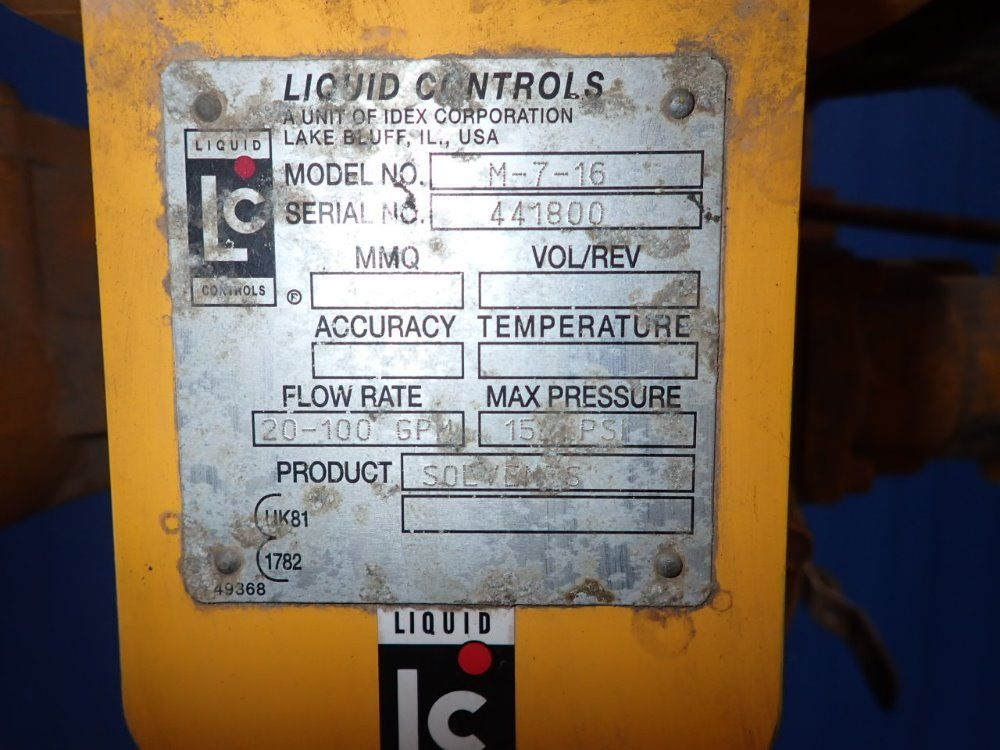 LIQUID CONTROLS
A UNIT OF IDEX CORPORATION
LAKE BLUFF, IL., USA
LIQUID
LC
CONTROLS
®
MODEL NO. M-7-16
SERIAL NO. 441800
MMQ VOL/REV
ACCURACY TEMPERATURE
FLOW RATE MAX PRESSURE
20-100 GPM PSI
PRODUCT SOLVENTS
UK81
1782
49368
LIQUID
LC